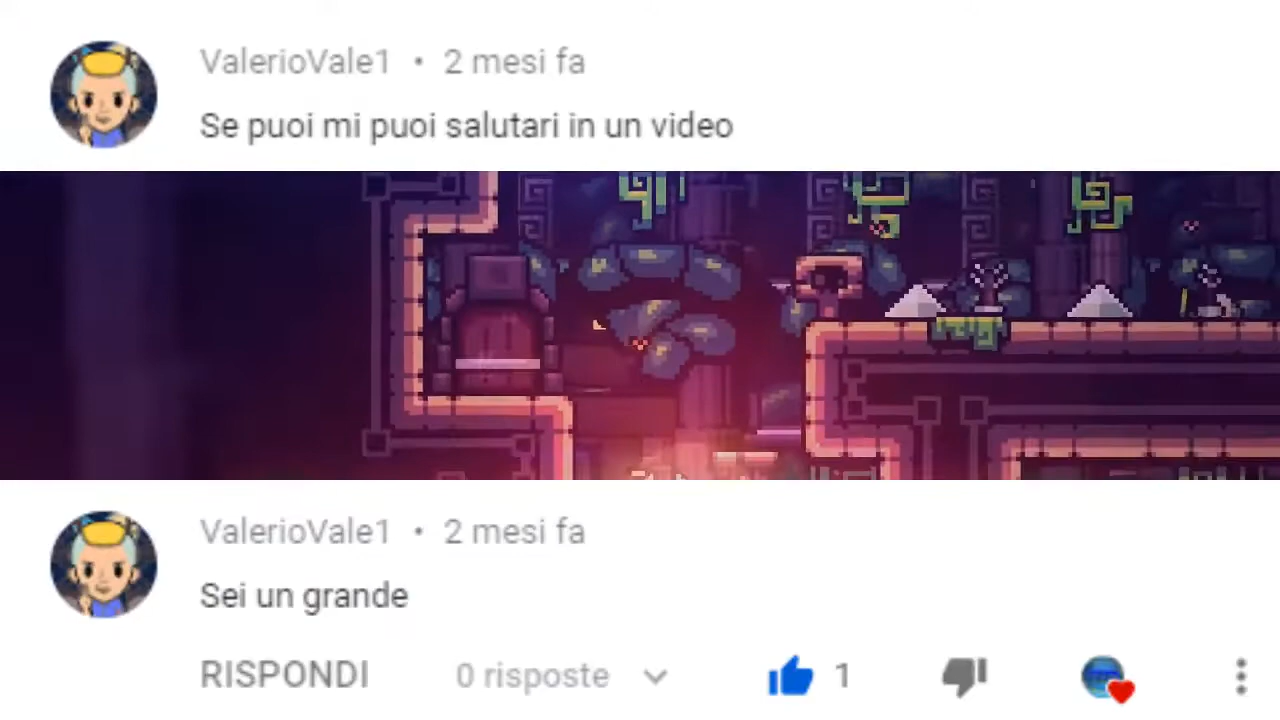 ValerioVale1 • 2 mesi fa
Se puoi mi puoi salutari in un video
ValerioVale1 • 2 mesi fa
Sei un grande
RISPONDI 0 risposte 1